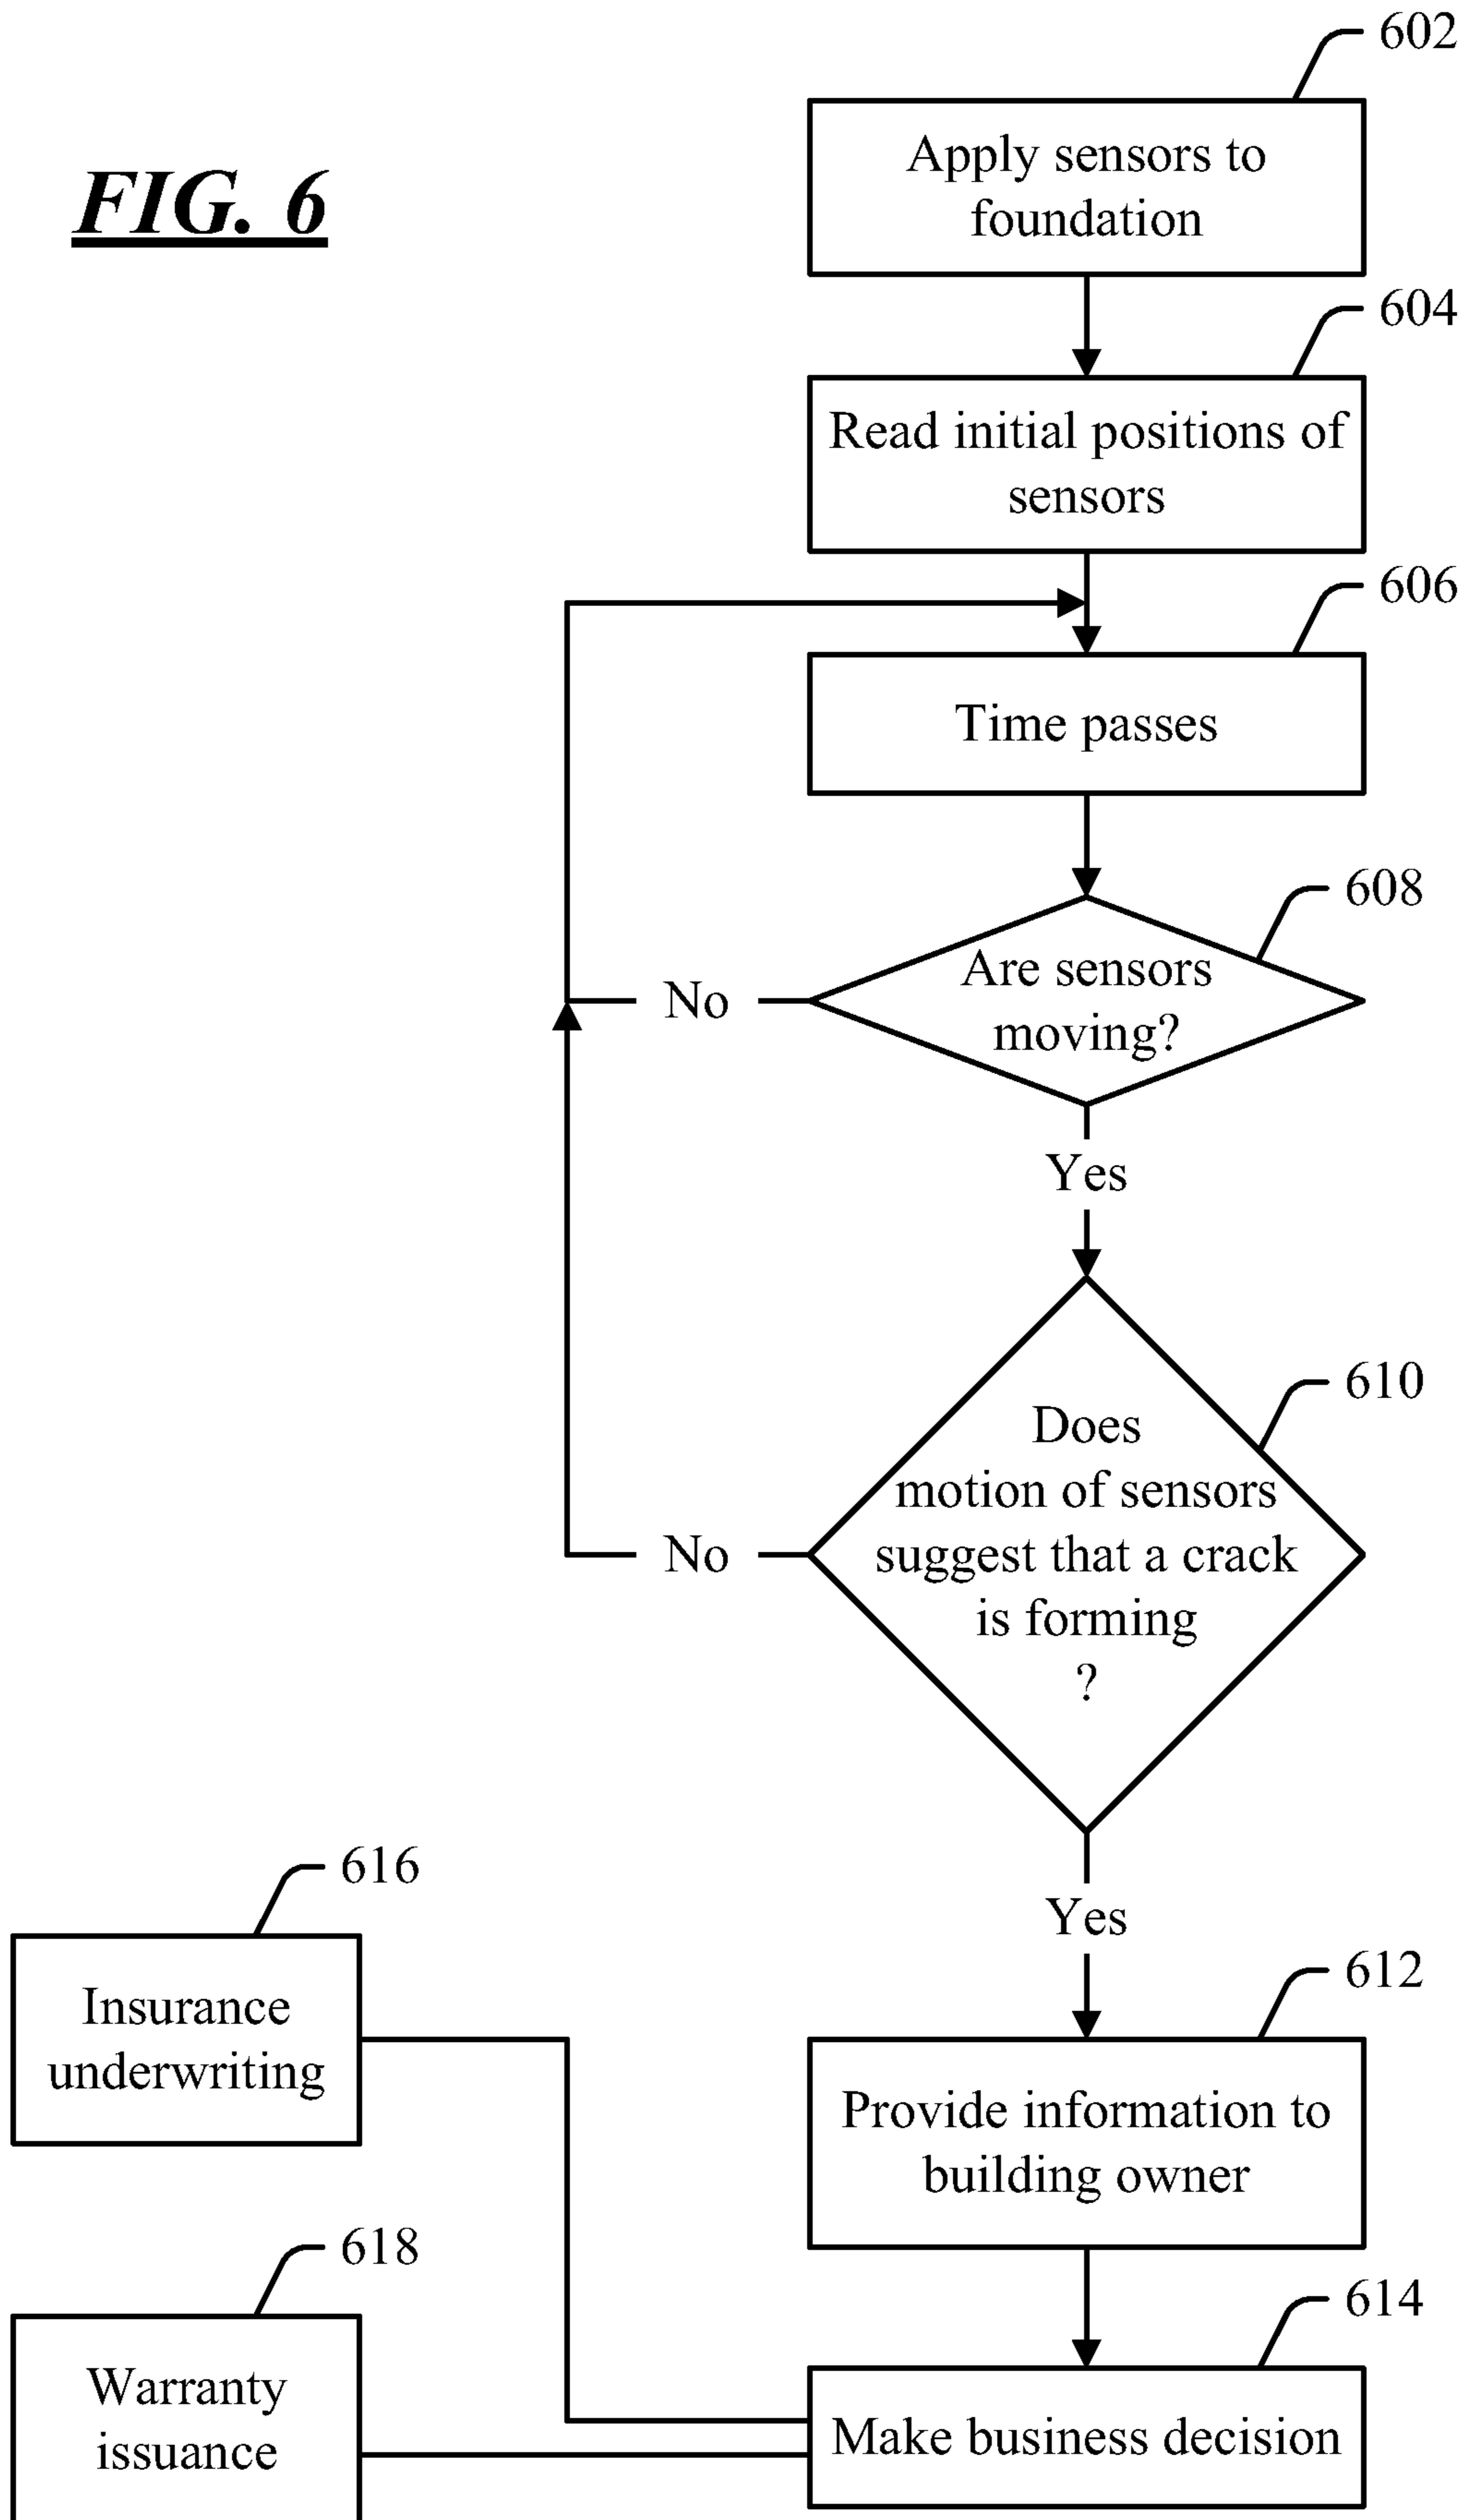 FIG. 6
602
Apply sensors to
foundation
604
Read initial positions of
sensors
606
Time passes
608
Are sensors
moving?
No
Yes
610
Does
motion of sensors
suggest that a crack
is forming
?
No
Yes
616
Insurance
underwriting
612
Provide information to
building owner
618
Warranty
issuance
614
Make business decision